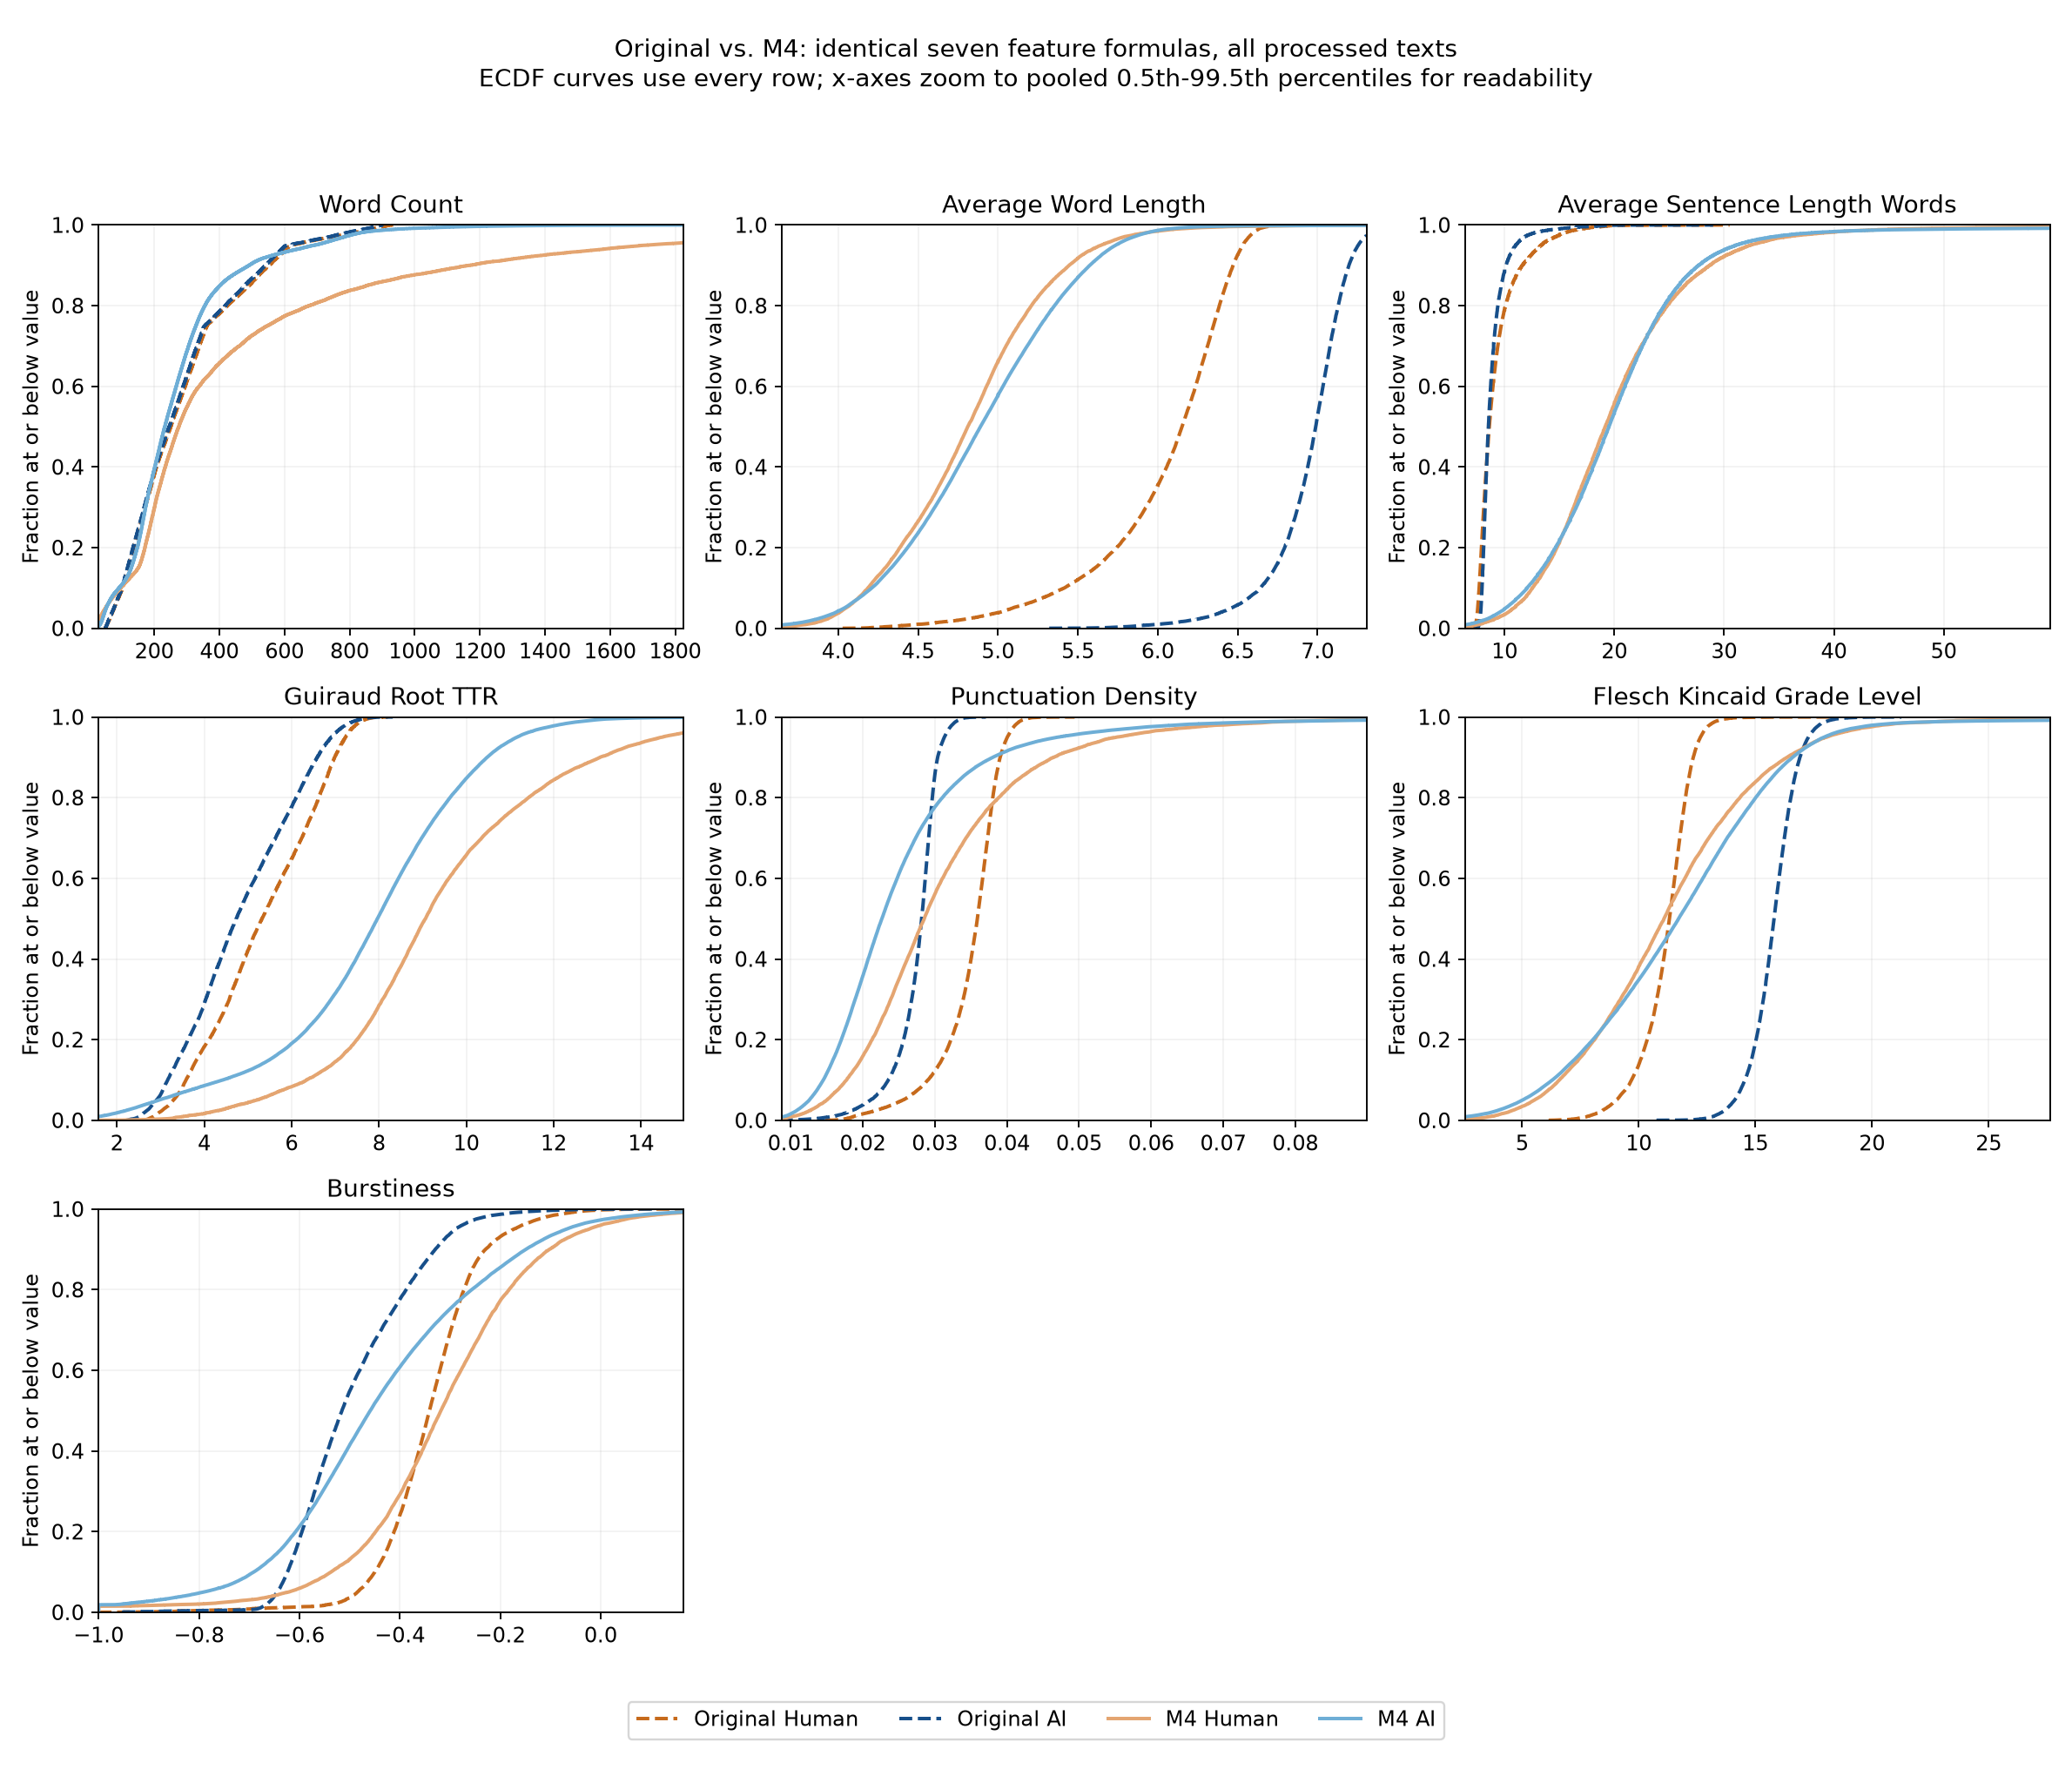 Original vs. M4: identical seven feature formulas, all processed texts
ECDF curves use every row; x-axes zoom to pooled 0.5th-99.5th percentiles for readability
Word Count
Fraction at or below value
1.0
0.8
0.6
0.4
0.2
0.0
200 400 600 800 1000 1200 1400 1600 1800
Average Word Length
Fraction at or below value
1.0
0.8
0.6
0.4
0.2
0.0
4.0 4.5 5.0 5.5 6.0 6.5 7.0
Average Sentence Length Words
Fraction at or below value
1.0
0.8
0.6
0.4
0.2
0.0
10 20 30 40 50
Guiraud Root TTR
Fraction at or below value
1.0
0.8
0.6
0.4
0.2
0.0
2 4 6 8 10 12 14
Punctuation Density
Fraction at or below value
1.0
0.8
0.6
0.4
0.2
0.0
0.01 0.02 0.03 0.04 0.05 0.06 0.07 0.08
Flesch Kincaid Grade Level
Fraction at or below value
1.0
0.8
0.6
0.4
0.2
0.0
5 10 15 20 25
Burstiness
Fraction at or below value
1.0
0.8
0.6
0.4
0.2
0.0
−1.0 −0.8 −0.6 −0.4 −0.2 0.0
Original Human Original AI M4 Human M4 AI